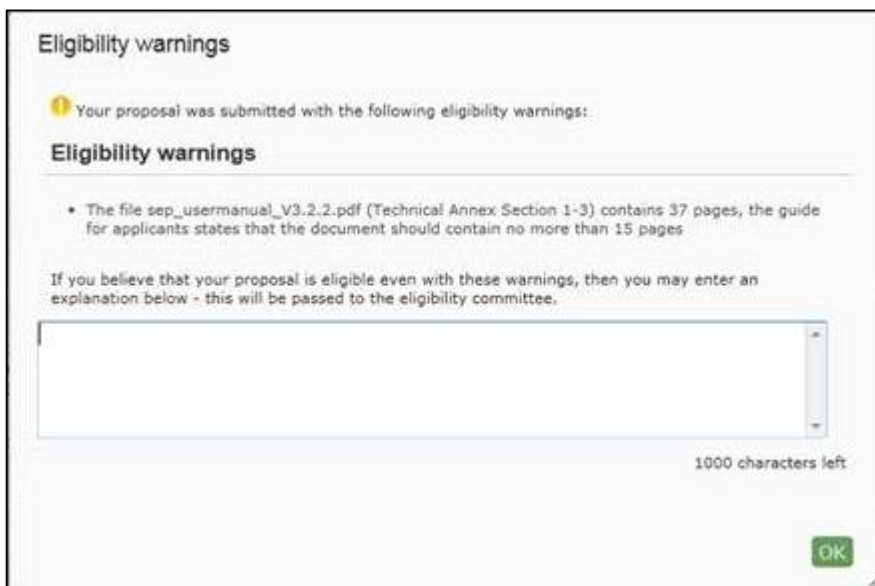 Eligibility warnings
Your proposal was submitted with the following eligibility warnings:
Eligibility warnings
• The file sep_usermanual_V3.2.2.pdf (Technical Annex Section 1-3) contains 37 pages, the guide
for applicants states that the document should contain no more than 15 pages
If you believe that your proposal is eligible even with these warnings, then you may enter an
explanation below - this will be passed to the eligibility committee.
1000 characters left
OK